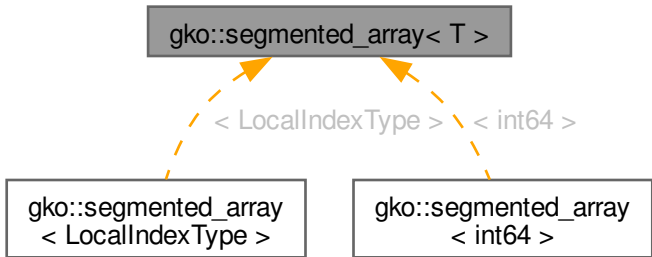 gko::segmented_array< T >
< LocalIndexType >
< int64 >
gko::segmented_array
< LocalIndexType >
gko::segmented_array
< int64 >